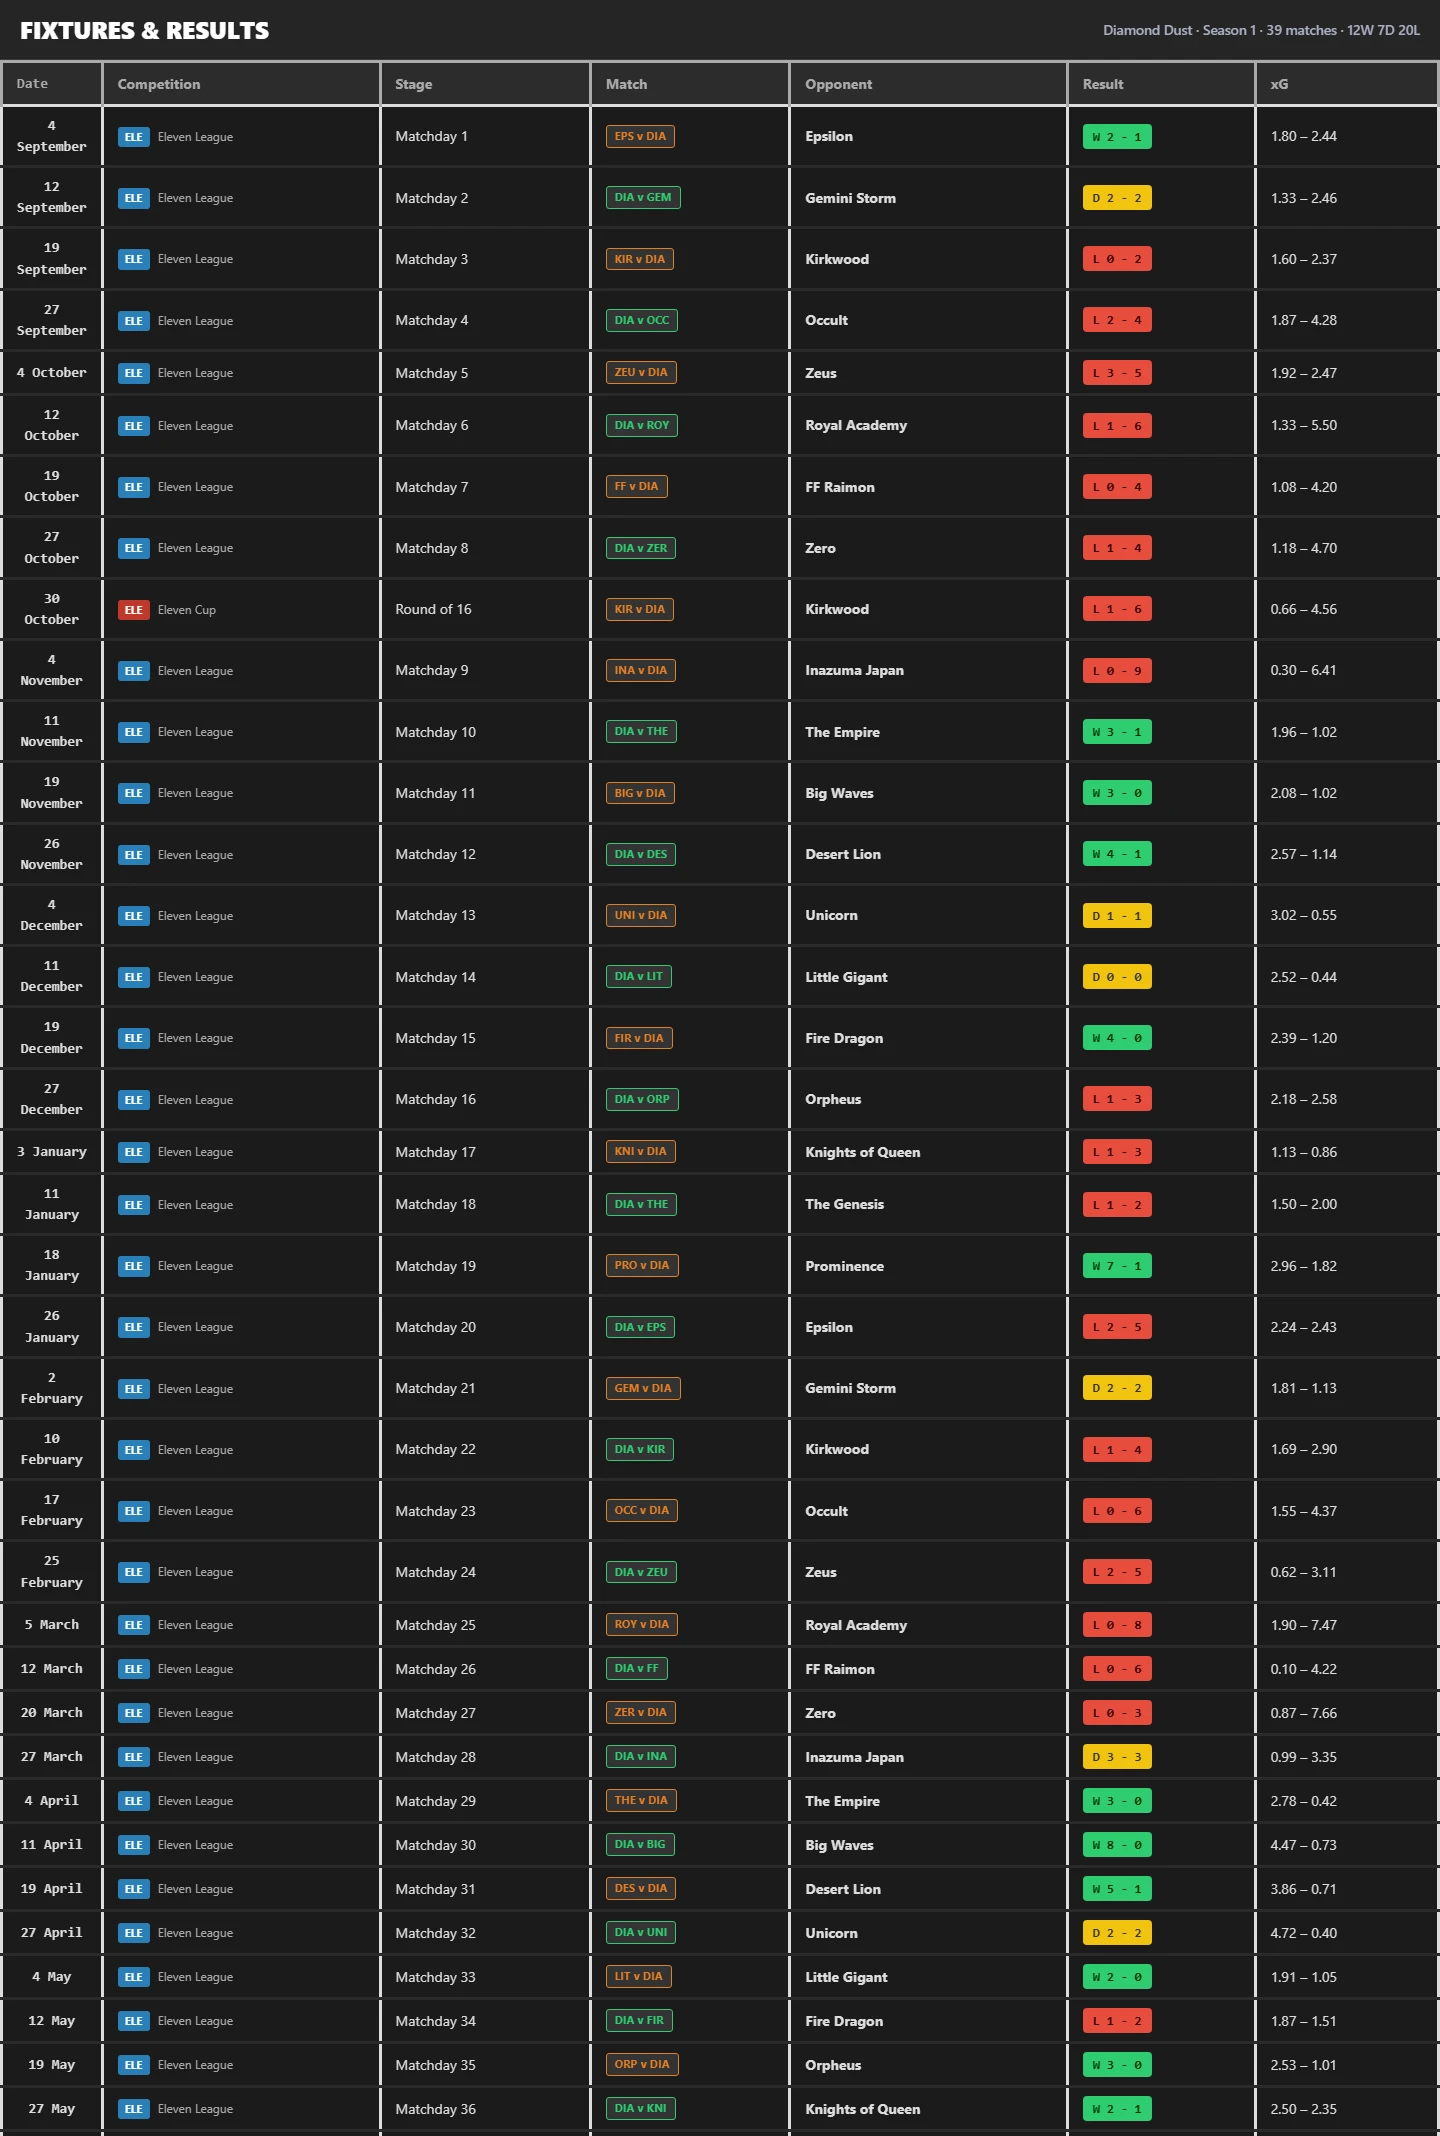 FIXTURES & RESULTS
Diamond Dust · Season 1 · 39 matches · 12W 7D 20L
Date Competition Stage Match Opponent Result xG
4 September ELE Eleven League Matchday 1 EPS v DIA Epsilon W 2 - 1 1.80 – 2.44
12 September ELE Eleven League Matchday 2 DIA v GEM Gemini Storm D 2 - 2 1.33 – 2.46
19 September ELE Eleven League Matchday 3 KIR v DIA Kirkwood L 0 - 2 1.60 – 2.37
27 September ELE Eleven League Matchday 4 DIA v OCC Occult L 2 - 4 1.87 – 4.28
4 October ELE Eleven League Matchday 5 ZEU v DIA Zeus L 3 - 5 1.92 – 2.47
12 October ELE Eleven League Matchday 6 DIA v ROY Royal Academy L 1 - 6 1.33 – 5.50
19 October ELE Eleven League Matchday 7 FF v DIA FF Raimon L 0 - 4 1.08 – 4.20
27 October ELE Eleven League Matchday 8 DIA v ZER Zero L 1 - 4 1.18 – 4.70
30 October ELE Eleven Cup Round of 16 KIR v DIA Kirkwood L 1 - 6 0.66 – 4.56
4 November ELE Eleven League Matchday 9 INA v DIA Inazuma Japan L 0 - 9 0.30 – 6.41
11 November ELE Eleven League Matchday 10 DIA v THE The Empire W 3 - 1 1.96 – 1.02
19 November ELE Eleven League Matchday 11 BIG v DIA Big Waves W 3 - 0 2.08 – 1.02
26 November ELE Eleven League Matchday 12 DIA v DES Desert Lion W 4 - 1 2.57 – 1.14
4 December ELE Eleven League Matchday 13 UNI v DIA Unicorn D 1 - 1 3.02 – 0.55
11 December ELE Eleven League Matchday 14 DIA v LIT Little Gigant D 0 - 0 2.52 – 0.44
19 December ELE Eleven League Matchday 15 FIR v DIA Fire Dragon W 4 - 0 2.39 – 1.20
27 December ELE Eleven League Matchday 16 DIA v ORP Orpheus L 1 - 3 2.18 – 2.58
3 January ELE Eleven League Matchday 17 KNI v DIA Knights of Queen L 1 - 3 1.13 – 0.86
11 January ELE Eleven League Matchday 18 DIA v THE The Genesis L 1 - 2 1.50 – 2.00
18 January ELE Eleven League Matchday 19 PRO v DIA Prominence W 7 - 1 2.96 – 1.82
26 January ELE Eleven League Matchday 20 DIA v EPS Epsilon L 2 - 5 2.24 – 2.43
2 February ELE Eleven League Matchday 21 GEM v DIA Gemini Storm D 2 - 2 1.81 – 1.13
10 February ELE Eleven League Matchday 22 DIA v KIR Kirkwood L 1 - 4 1.69 – 2.90
17 February ELE Eleven League Matchday 23 OCC v DIA Occult L 0 - 6 1.55 – 4.37
25 February ELE Eleven League Matchday 24 DIA v ZEU Zeus L 2 - 5 0.62 – 3.11
5 March ELE Eleven League Matchday 25 ROY v DIA Royal Academy L 0 - 8 1.90 – 7.47
12 March ELE Eleven League Matchday 26 DIA v FF FF Raimon L 0 - 6 0.10 – 4.22
20 March ELE Eleven League Matchday 27 ZER v DIA Zero L 0 - 3 0.87 – 7.66
27 March ELE Eleven League Matchday 28 DIA v INA Inazuma Japan D 3 - 3 0.99 – 3.35
4 April ELE Eleven League Matchday 29 THE v DIA The Empire W 3 - 0 2.78 – 0.42
11 April ELE Eleven League Matchday 30 DIA v BIG Big Waves W 8 - 0 4.47 – 0.73
19 April ELE Eleven League Matchday 31 DES v DIA Desert Lion W 5 - 1 3.86 – 0.71
27 April ELE Eleven League Matchday 32 DIA v UNI Unicorn D 2 - 2 4.72 – 0.40
4 May ELE Eleven League Matchday 33 LIT v DIA Little Gigant W 2 - 0 1.91 – 1.05
12 May ELE Eleven League Matchday 34 DIA v FIR Fire Dragon L 1 - 2 1.87 – 1.51
19 May ELE Eleven League Matchday 35 ORP v DIA Orpheus W 3 - 0 2.53 – 1.01
27 May ELE Eleven League Matchday 36 DIA v KNI Knights of Queen W 2 - 1 2.50 – 2.35